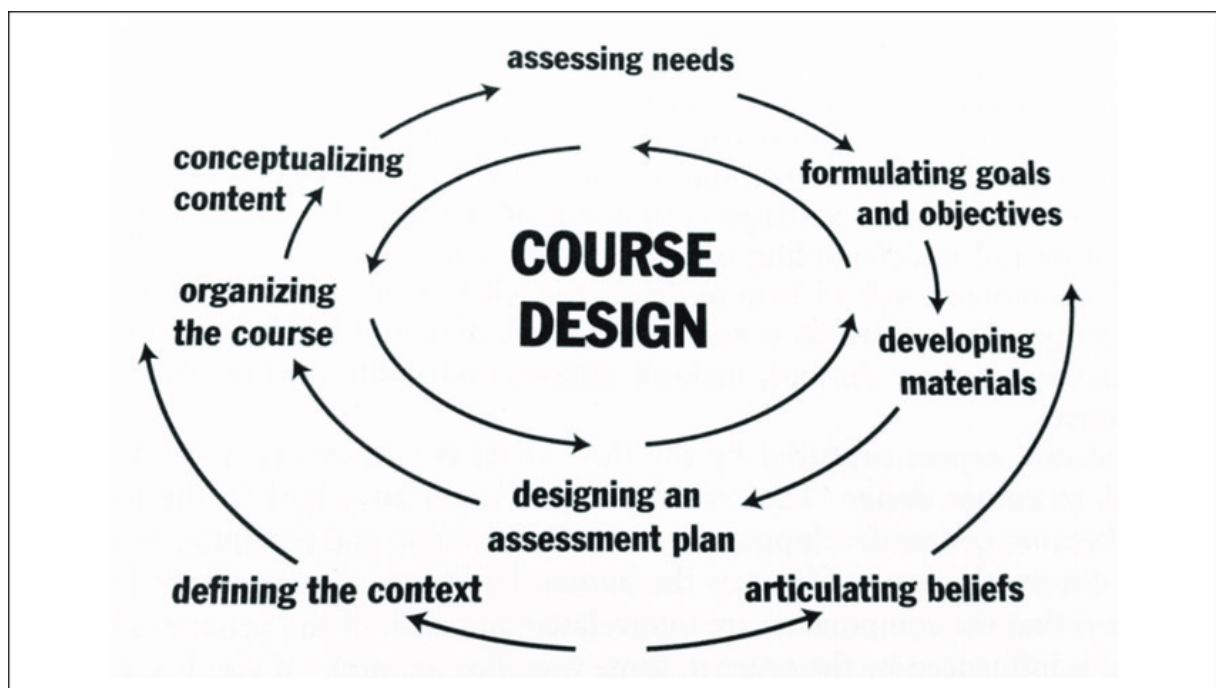 assessing needs
conceptualizing
content
formulating goals
and objectives
COURSE
DESIGN
organizing
the course
developing
materials
designing an
assessment plan
defining the context
articulating beliefs